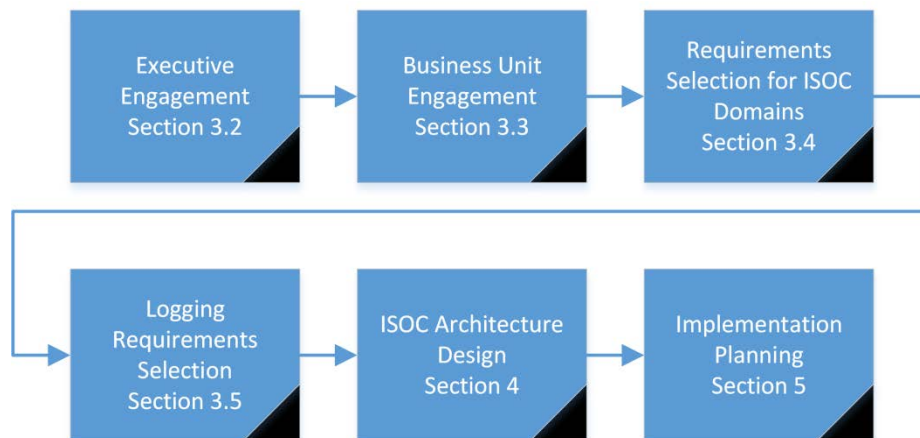 Executive
Engagement
Section 3.2
Business Unit
Engagement
Section 3.3
Requirements
Selection for ISOC
Domains
Section 3.4
Logging
Requirements
Selection
Section 3.5
ISOC Architecture
Design
Section 4
Implementation
Planning
Section 5